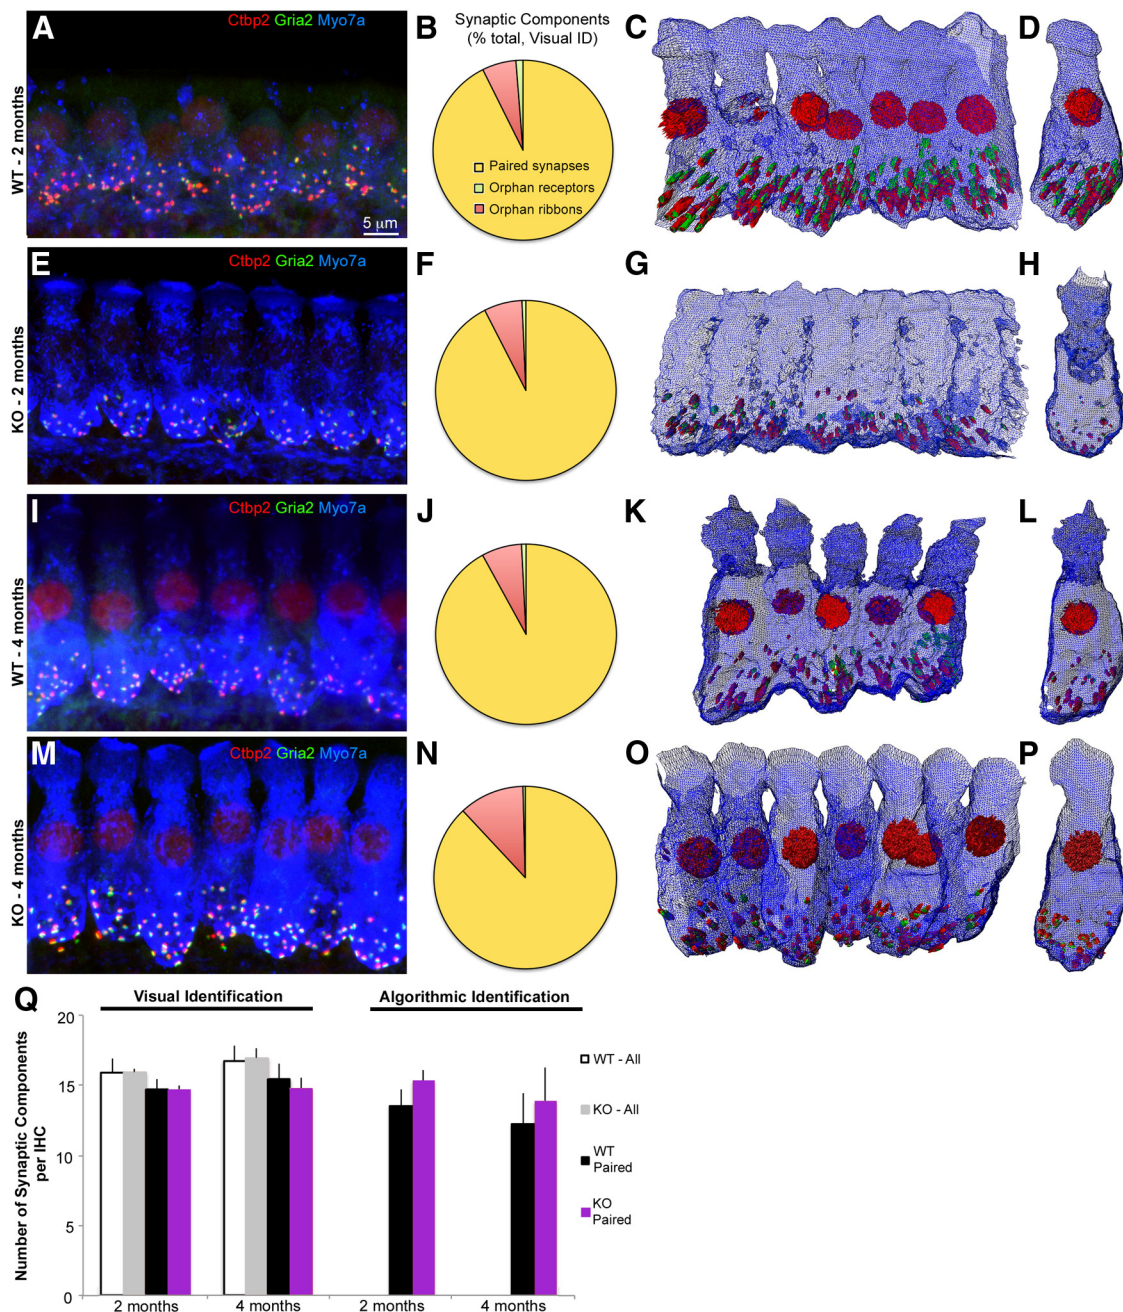 A
Ctbp2 Gria2 Myo7a
WT - 2 months
5 µm
B
Synaptic Components
(% total, Visual ID)
Paired synapses
Orphan receptors
Orphan ribbons
C
D
E
Ctbp2 Gria2 Myo7a
KO - 2 months
F
G
H
I
Ctbp2 Gria2 Myo7a
WT - 4 months
J
K
L
M
Ctbp2 Gria2 Myo7a
KO - 4 months
N
O
P
Q
Visual Identification
Algorithmic Identification
Number of Synaptic Components
per IHC
20
15
10
5
0
2 months
4 months
2 months
4 months
WT - All
KO - All
WT
Paired
KO
Paired